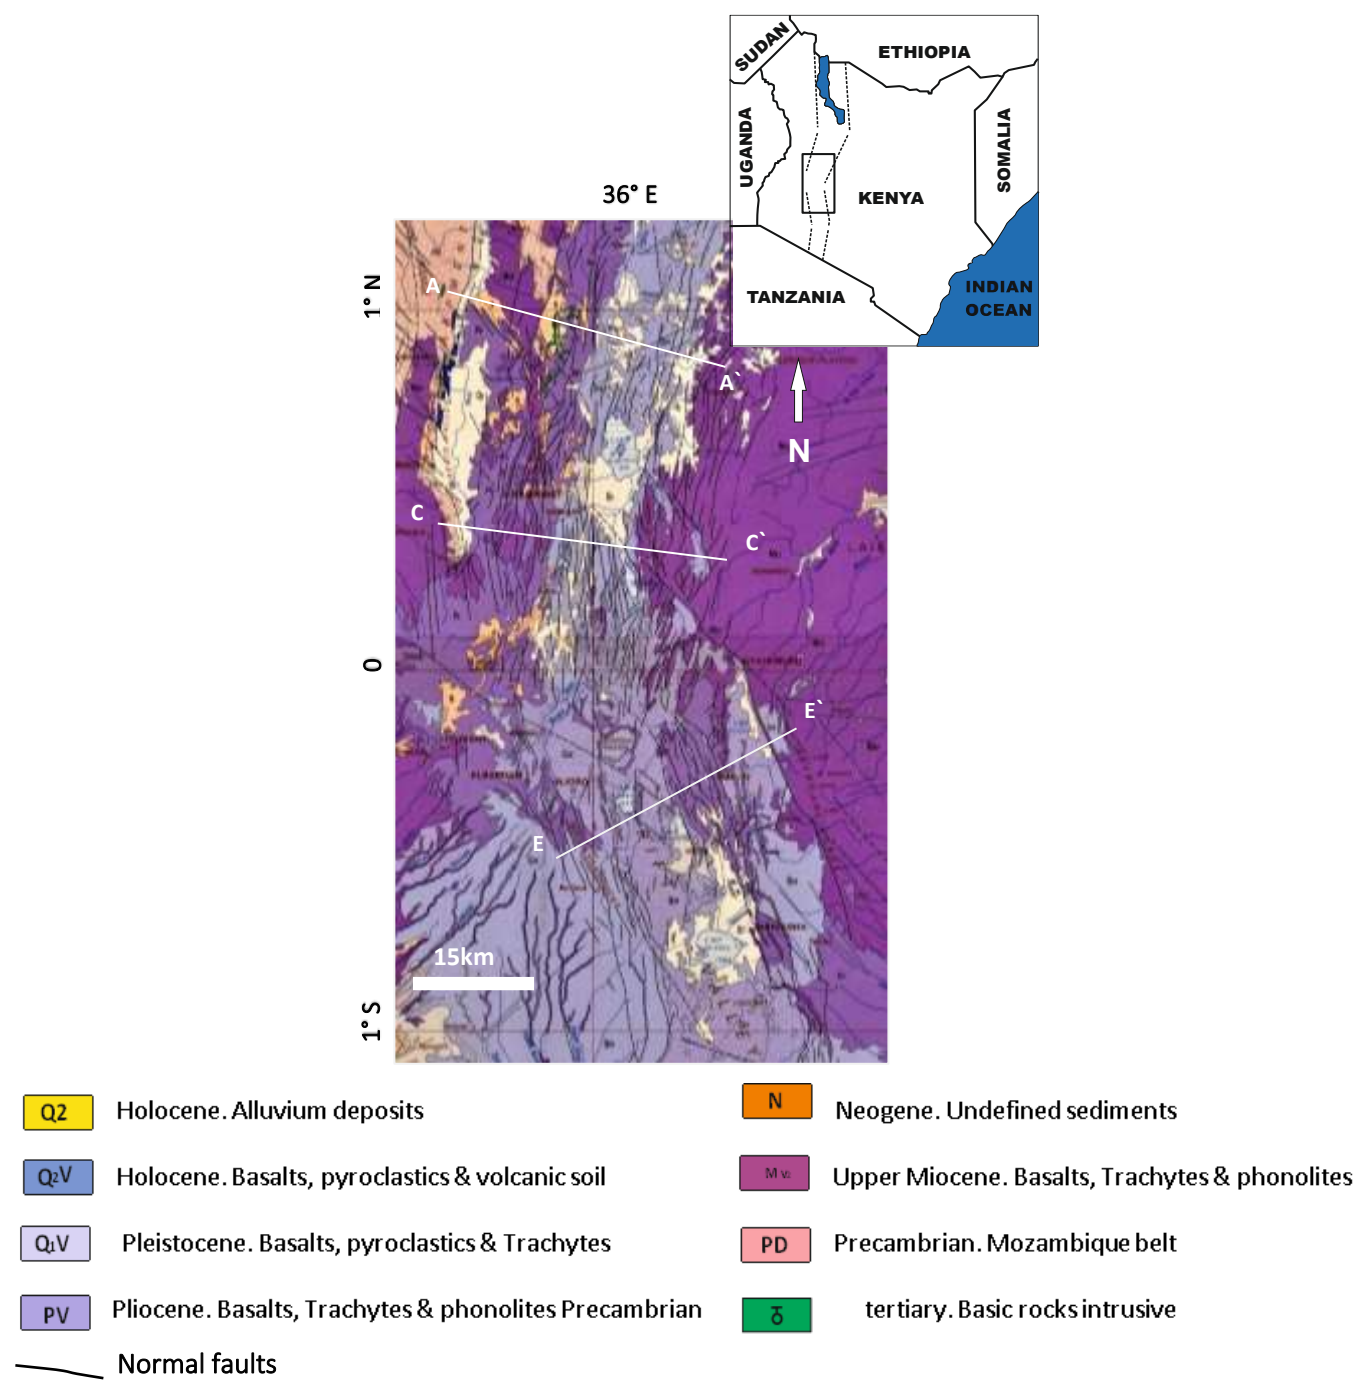 SUDAN
ETHIOPIA
UGANDA
SOMALIA
KENYA
TANZANIA
INDIAN
OCEAN
36° E
1° N
A
A`
N
C
C`
0
E`
E
15km
1° S
Q2 Holocene. Alluvium deposits
N Neogene. Undefined sediments
Q2V Holocene. Basalts, pyroclastics & volcanic soil
Mv2 Upper Miocene. Basalts, Trachytes & phonolites
Q1V Pleistocene. Basalts, pyroclastics & Trachytes
PD Precambrian. Mozambique belt
PV Pliocene. Basalts, Trachytes & phonolites Precambrian
tertiary. Basic rocks intrusive
Normal faults